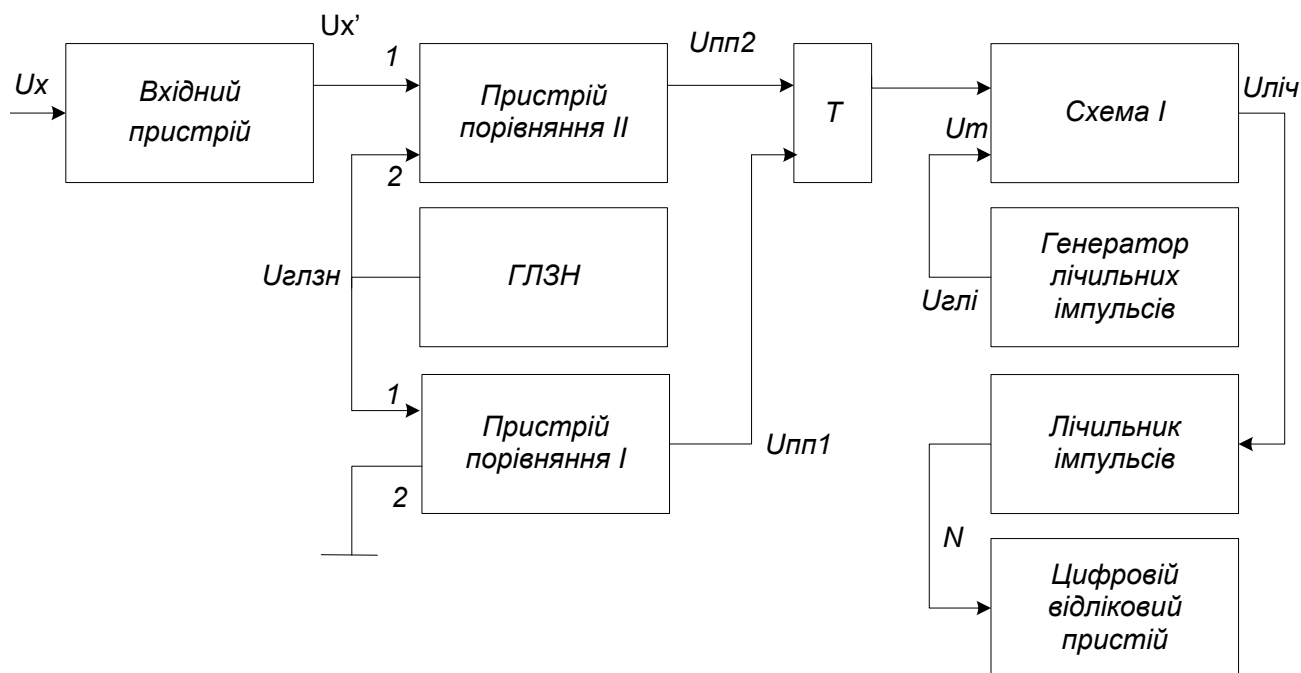 Ux
Вхідний
пристрій
Ux’
1
2
Пристрій
порівняння II
Uпп2
T
Uт
Схема I
Uліч
Uглзн
ГЛЗН
Uглі
Генератор
лічильних
імпульсів
1
2
Пристрій
порівняння I
Uпп1
Лічильник
імпульсів
N
Цифровій
відліковий
пристій